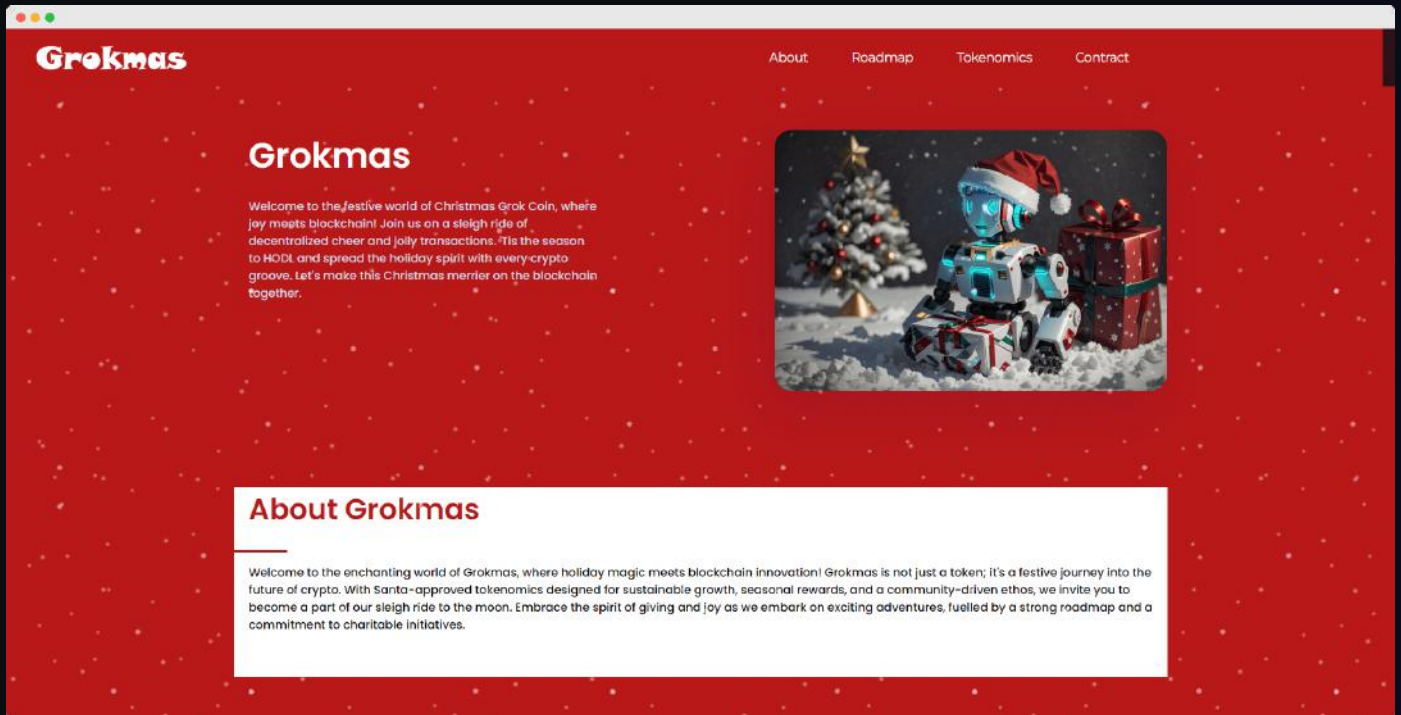 Grokmas
About
Roadmap
Tokenomics
Contract
Grokmas
Welcome to the festive world of Christmas Grok Coin, where
joy meets blockchain! Join us on a sleigh ride of
decentralized cheer and jolly transactions. 'Tis the season
to HODL and spread the holiday spirit with every crypto
groove. Let's make this Christmas merrier on the blockchain
together.
About Grokmas
Welcome to the enchanting world of Grokmas, where holiday magic meets blockchain innovation! Grokmas is not just a token; it's a festive journey into the
future of crypto. With Santa-approved tokenomics designed for sustainable growth, seasonal rewards, and a community-driven ethos, we invite you to
become a part of our sleigh ride to the moon. Embrace the spirit of giving and joy as we embark on exciting adventures, fuelled by a strong roadmap and a
commitment to charitable initiatives.